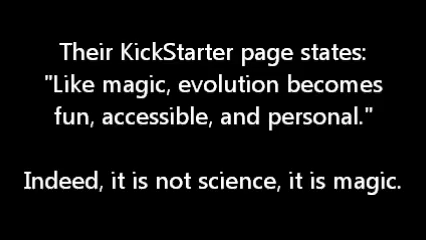 Their KickStarter page states:
"Like magic, evolution becomes
fun, accessible, and personal."
Indeed, it is not science, it is magic.